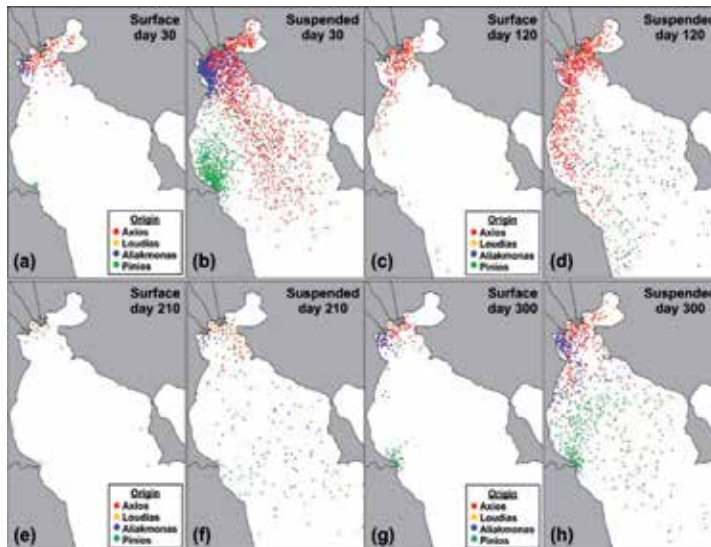 Surface
day 30
Suspended
day 30
Surface
day 120
Suspended
day 120
Origin
Axios
Loudias
Aliakmonas
Pinios
Origin
Axios
Loudias
Aliakmonas
Pinios
(a)
(b)
(c)
(d)
Surface
day 210
Suspended
day 210
Surface
day 300
Suspended
day 300
Origin
Axios
Loudias
Aliakmonas
Pinios
Origin
Axios
Loudias
Aliakmonas
Pinios
(e)
(f)
(g)
(h)